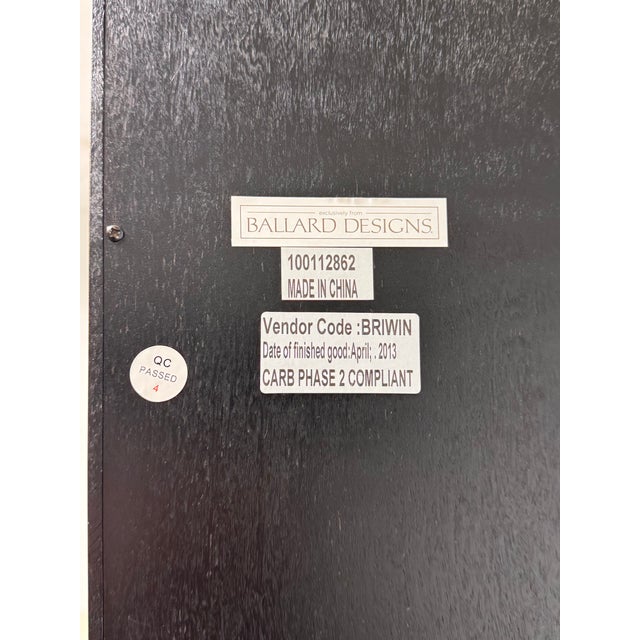 exclusively from
BALLARD DESIGNS®
100112862
MADE IN CHINA
Vendor Code :BRIWIN
Date of finished good:April; . 2013
CARB PHASE 2 COMPLIANT
QC
PASSED
4